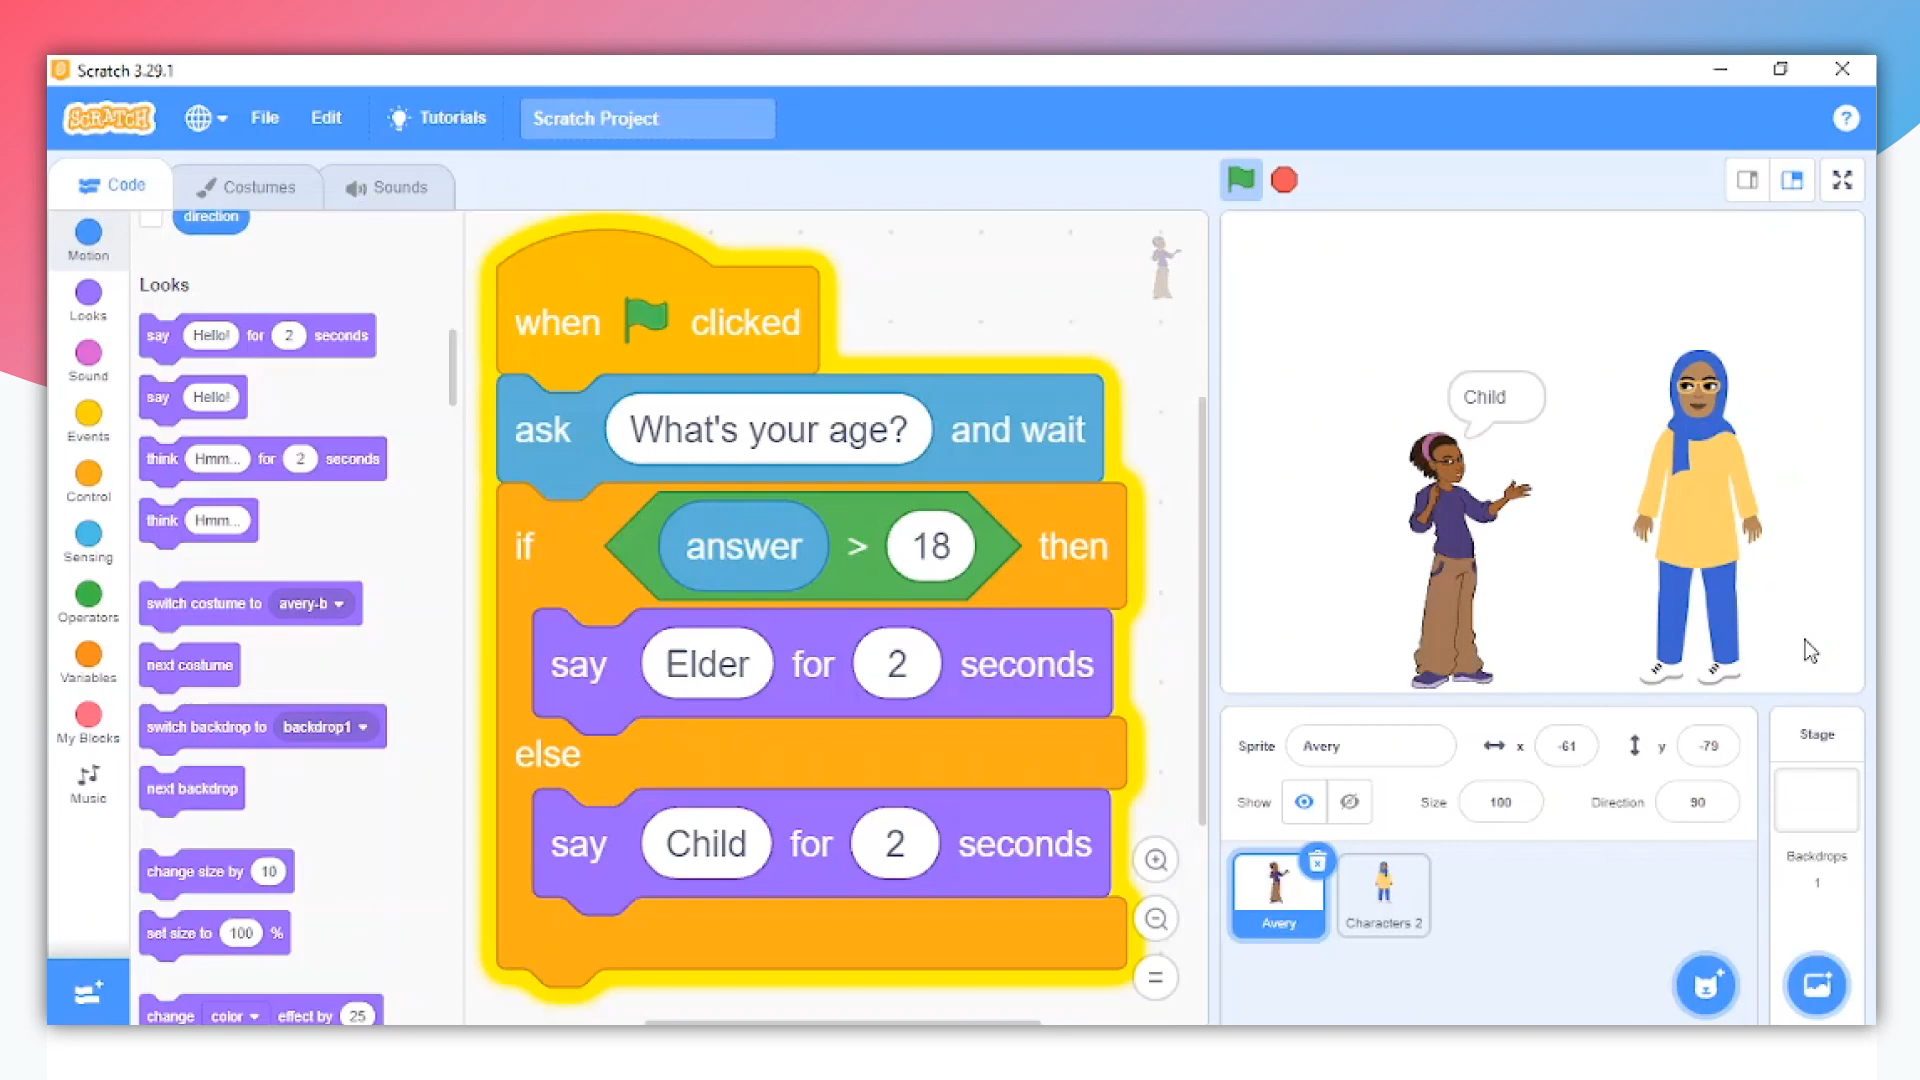 Scratch 3.29.1
SCRATCH
File
Edit
Tutorials
Scratch Project
?
Code
Costumes
Sounds
Motion
Looks
Sound
Events
Control
Sensing
Operators
Variables
My Blocks
Music
direction
Looks
say Hello! for 2 seconds
say Hello!
think Hmm... for 2 seconds
think Hmm...
switch costume to avery-b
next costume
switch backdrop to backdrop1
next backdrop
change size by 10
set size to 100 %
change color effect by 25
when clicked
ask What's your age? and wait
if answer > 18 then
say Elder for 2 seconds
else
say Child for 2 seconds
Child
Sprite Avery x -61 y -79
Show Size 100 Direction 90
Avery
Characters 2
Stage
Backdrops
1